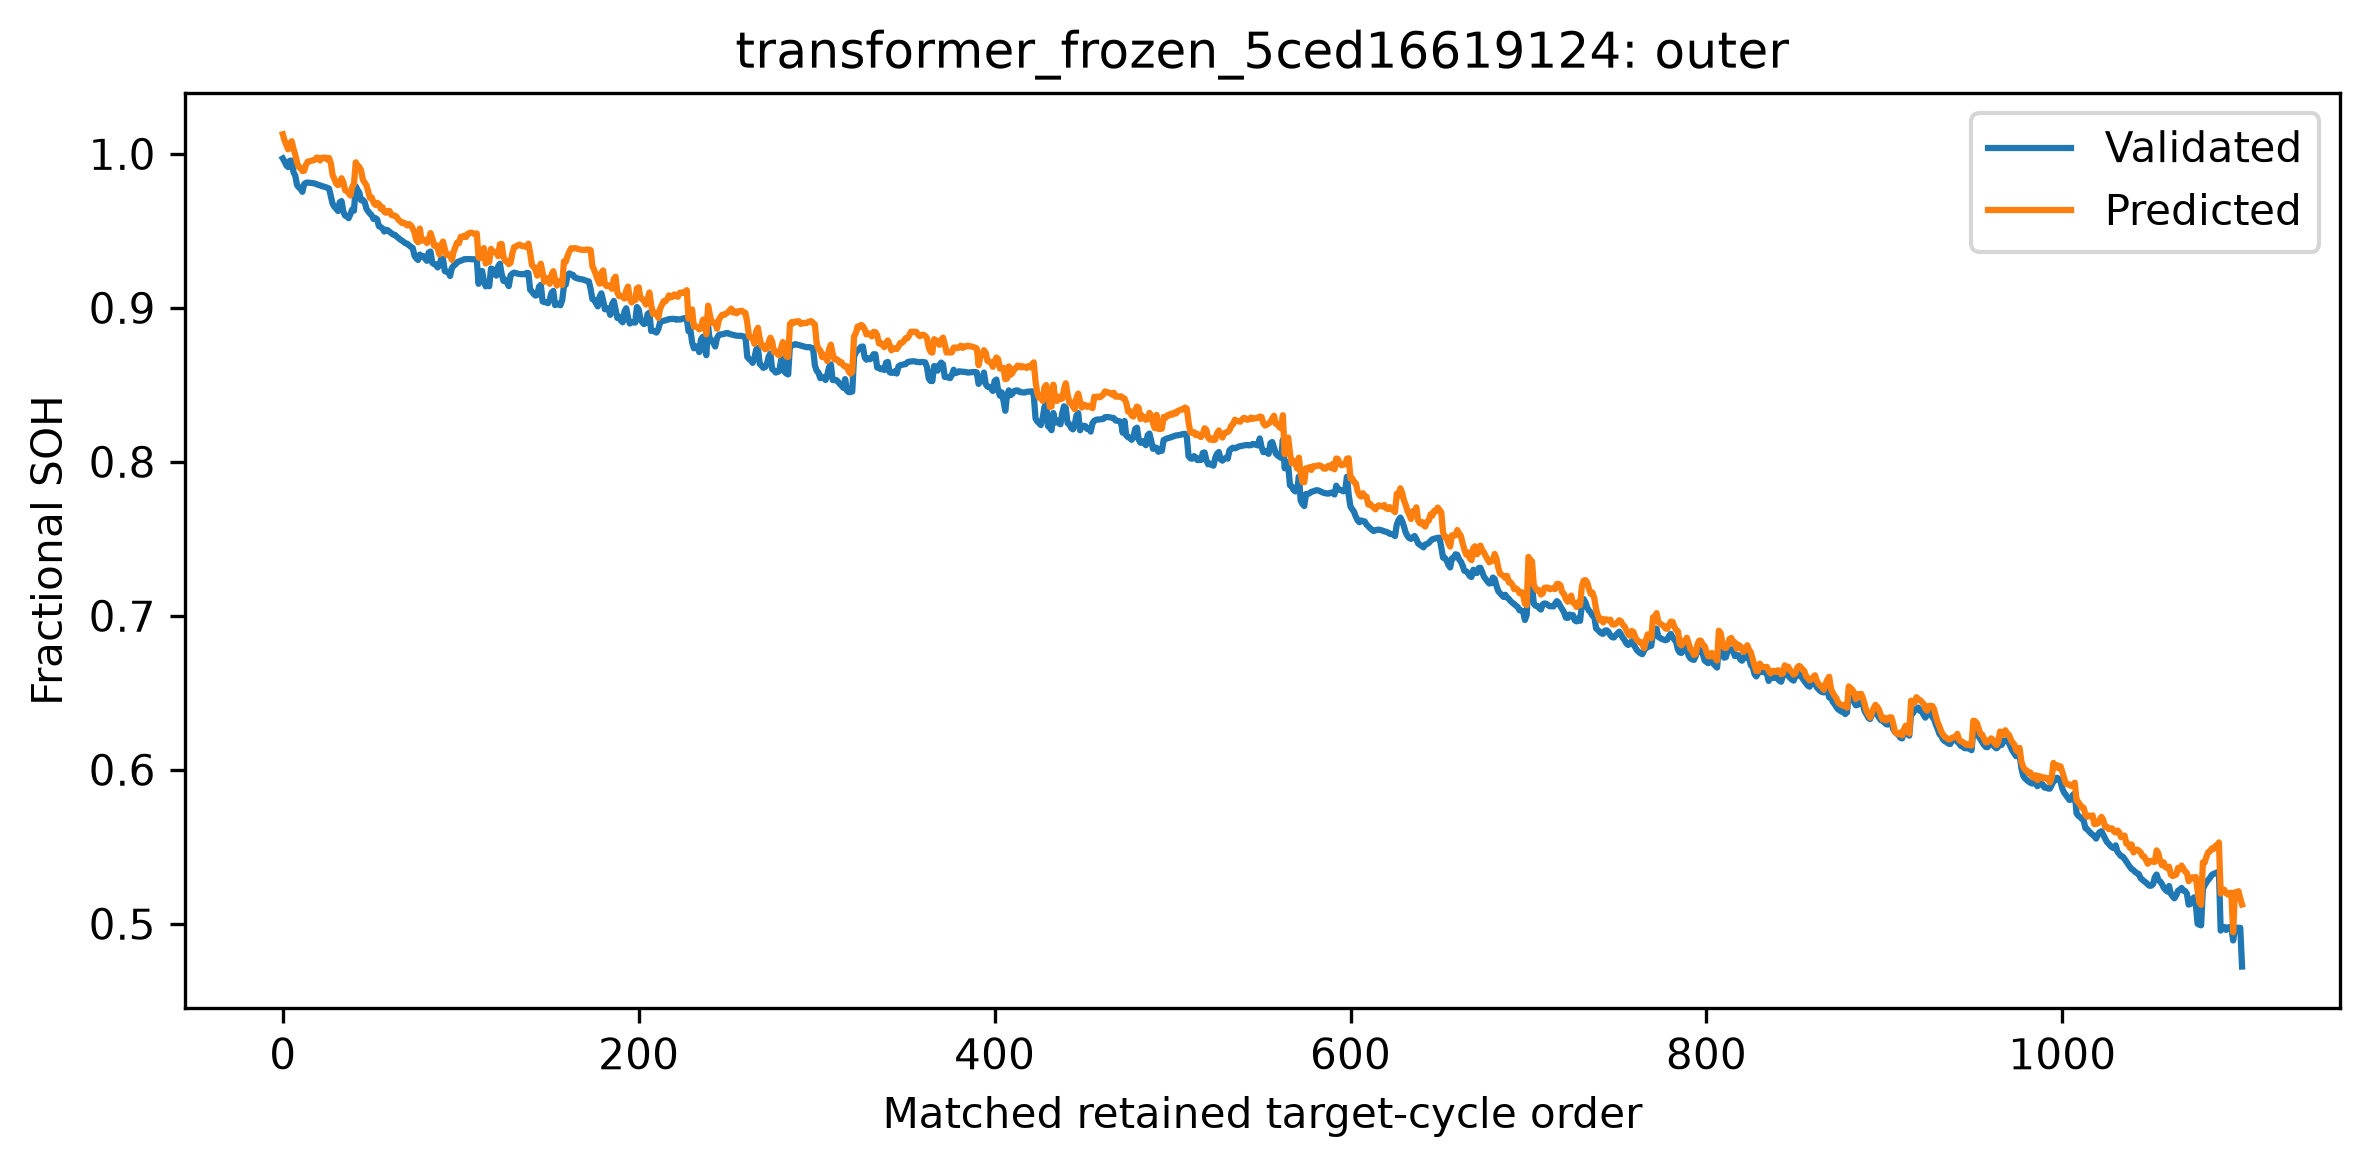 transformer_frozen_5ced16619124: outer
Validated
Predicted
Fractional SOH
1.0
0.9
0.8
0.7
0.6
0.5
0 200 400 600 800 1000
Matched retained target-cycle order